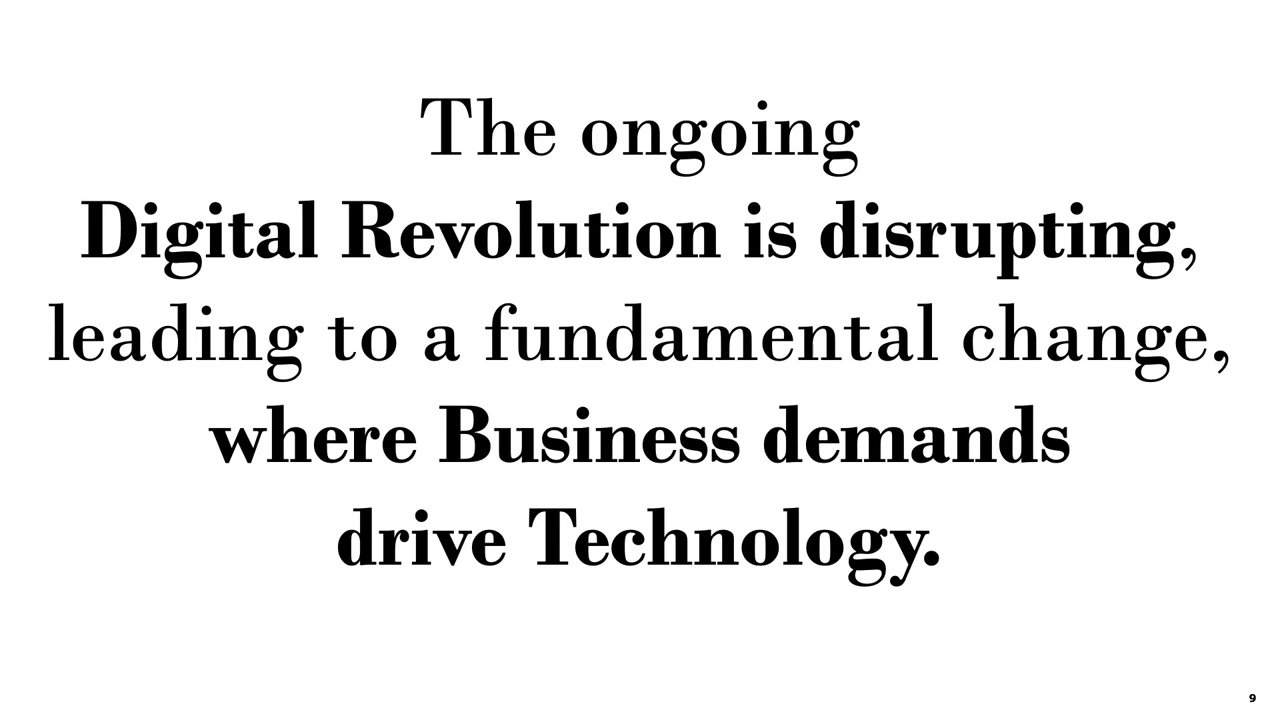 The ongoing
Digital Revolution is disrupting,
leading to a fundamental change,
where Business demands
drive Technology.
9